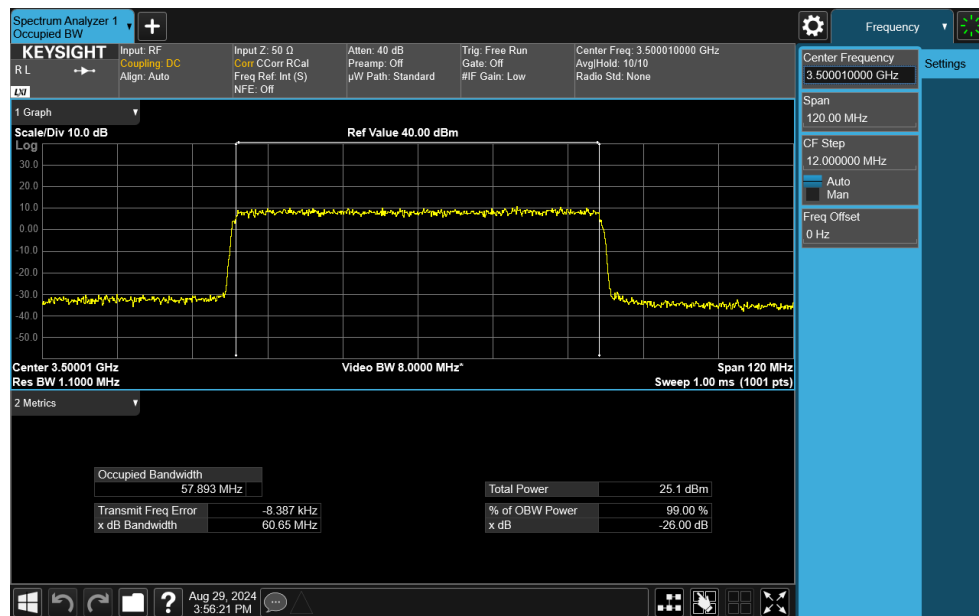 Spectrum Analyzer 1
Occupied BW
Frequency
KEYSIGHT
R L
LXI
Input: RF
Coupling: DC
Align: Auto
Input Z: 50 Ω
Corr CCorr RCal
Freq Ref: Int (S)
NFE: Off
Atten: 40 dB
Preamp: Off
µW Path: Standard
Trig: Free Run
Gate: Off
#IF Gain: Low
Center Freq: 3.500010000 GHz
Avg|Hold: 10/10
Radio Std: None
Center Frequency
3.500010000 GHz
Settings
Span
120.00 MHz
CF Step
12.000000 MHz
Auto
Man
Freq Offset
0 Hz
1 Graph
Scale/Div 10.0 dB
Ref Value 40.00 dBm
Log
30.0
20.0
10.0
0.00
-10.0
-20.0
-30.0
-40.0
-50.0
Center 3.50001 GHz
Video BW 8.0000 MHz*
Span 120 MHz
Res BW 1.1000 MHz
Sweep 1.00 ms (1001 pts)
2 Metrics
Occupied Bandwidth
57.893 MHz
Total Power 25.1 dBm
Transmit Freq Error -8.387 kHz
% of OBW Power 99.00 %
x dB Bandwidth 60.65 MHz
x dB -26.00 dB
?
Aug 29, 2024
3:56:21 PM